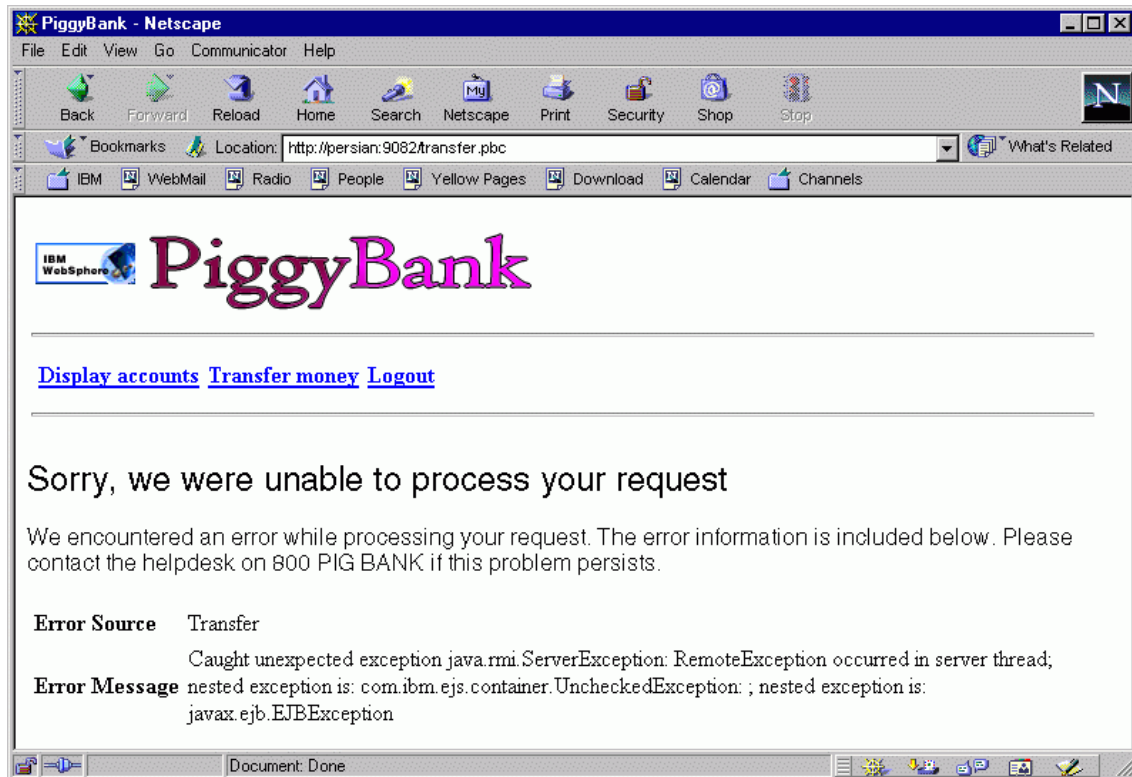 PiggyBank - Netscape
File Edit View Go Communicator Help
My
N
Back Forward Reload Home Search Netscape Print Security Shop Stop
Bookmarks Location: http://persian:9082/transfer.pbc What's Related
IBM WebMail Radio People Yellow Pages Download Calendar Channels
IBM
WebSphere
PiggyBank
Display accounts Transfer money Logout
Sorry, we were unable to process your request
We encountered an error while processing your request. The error information is included below. Please
contact the helpdesk on 800 PIG BANK if this problem persists.
Error Source Transfer
Caught unexpected exception java.rmi.ServerException: RemoteException occurred in server thread;
Error Message nested exception is: com.ibm.ejs.container.UncheckedException: ; nested exception is:
javax.ejb.EJBException
Document: Done